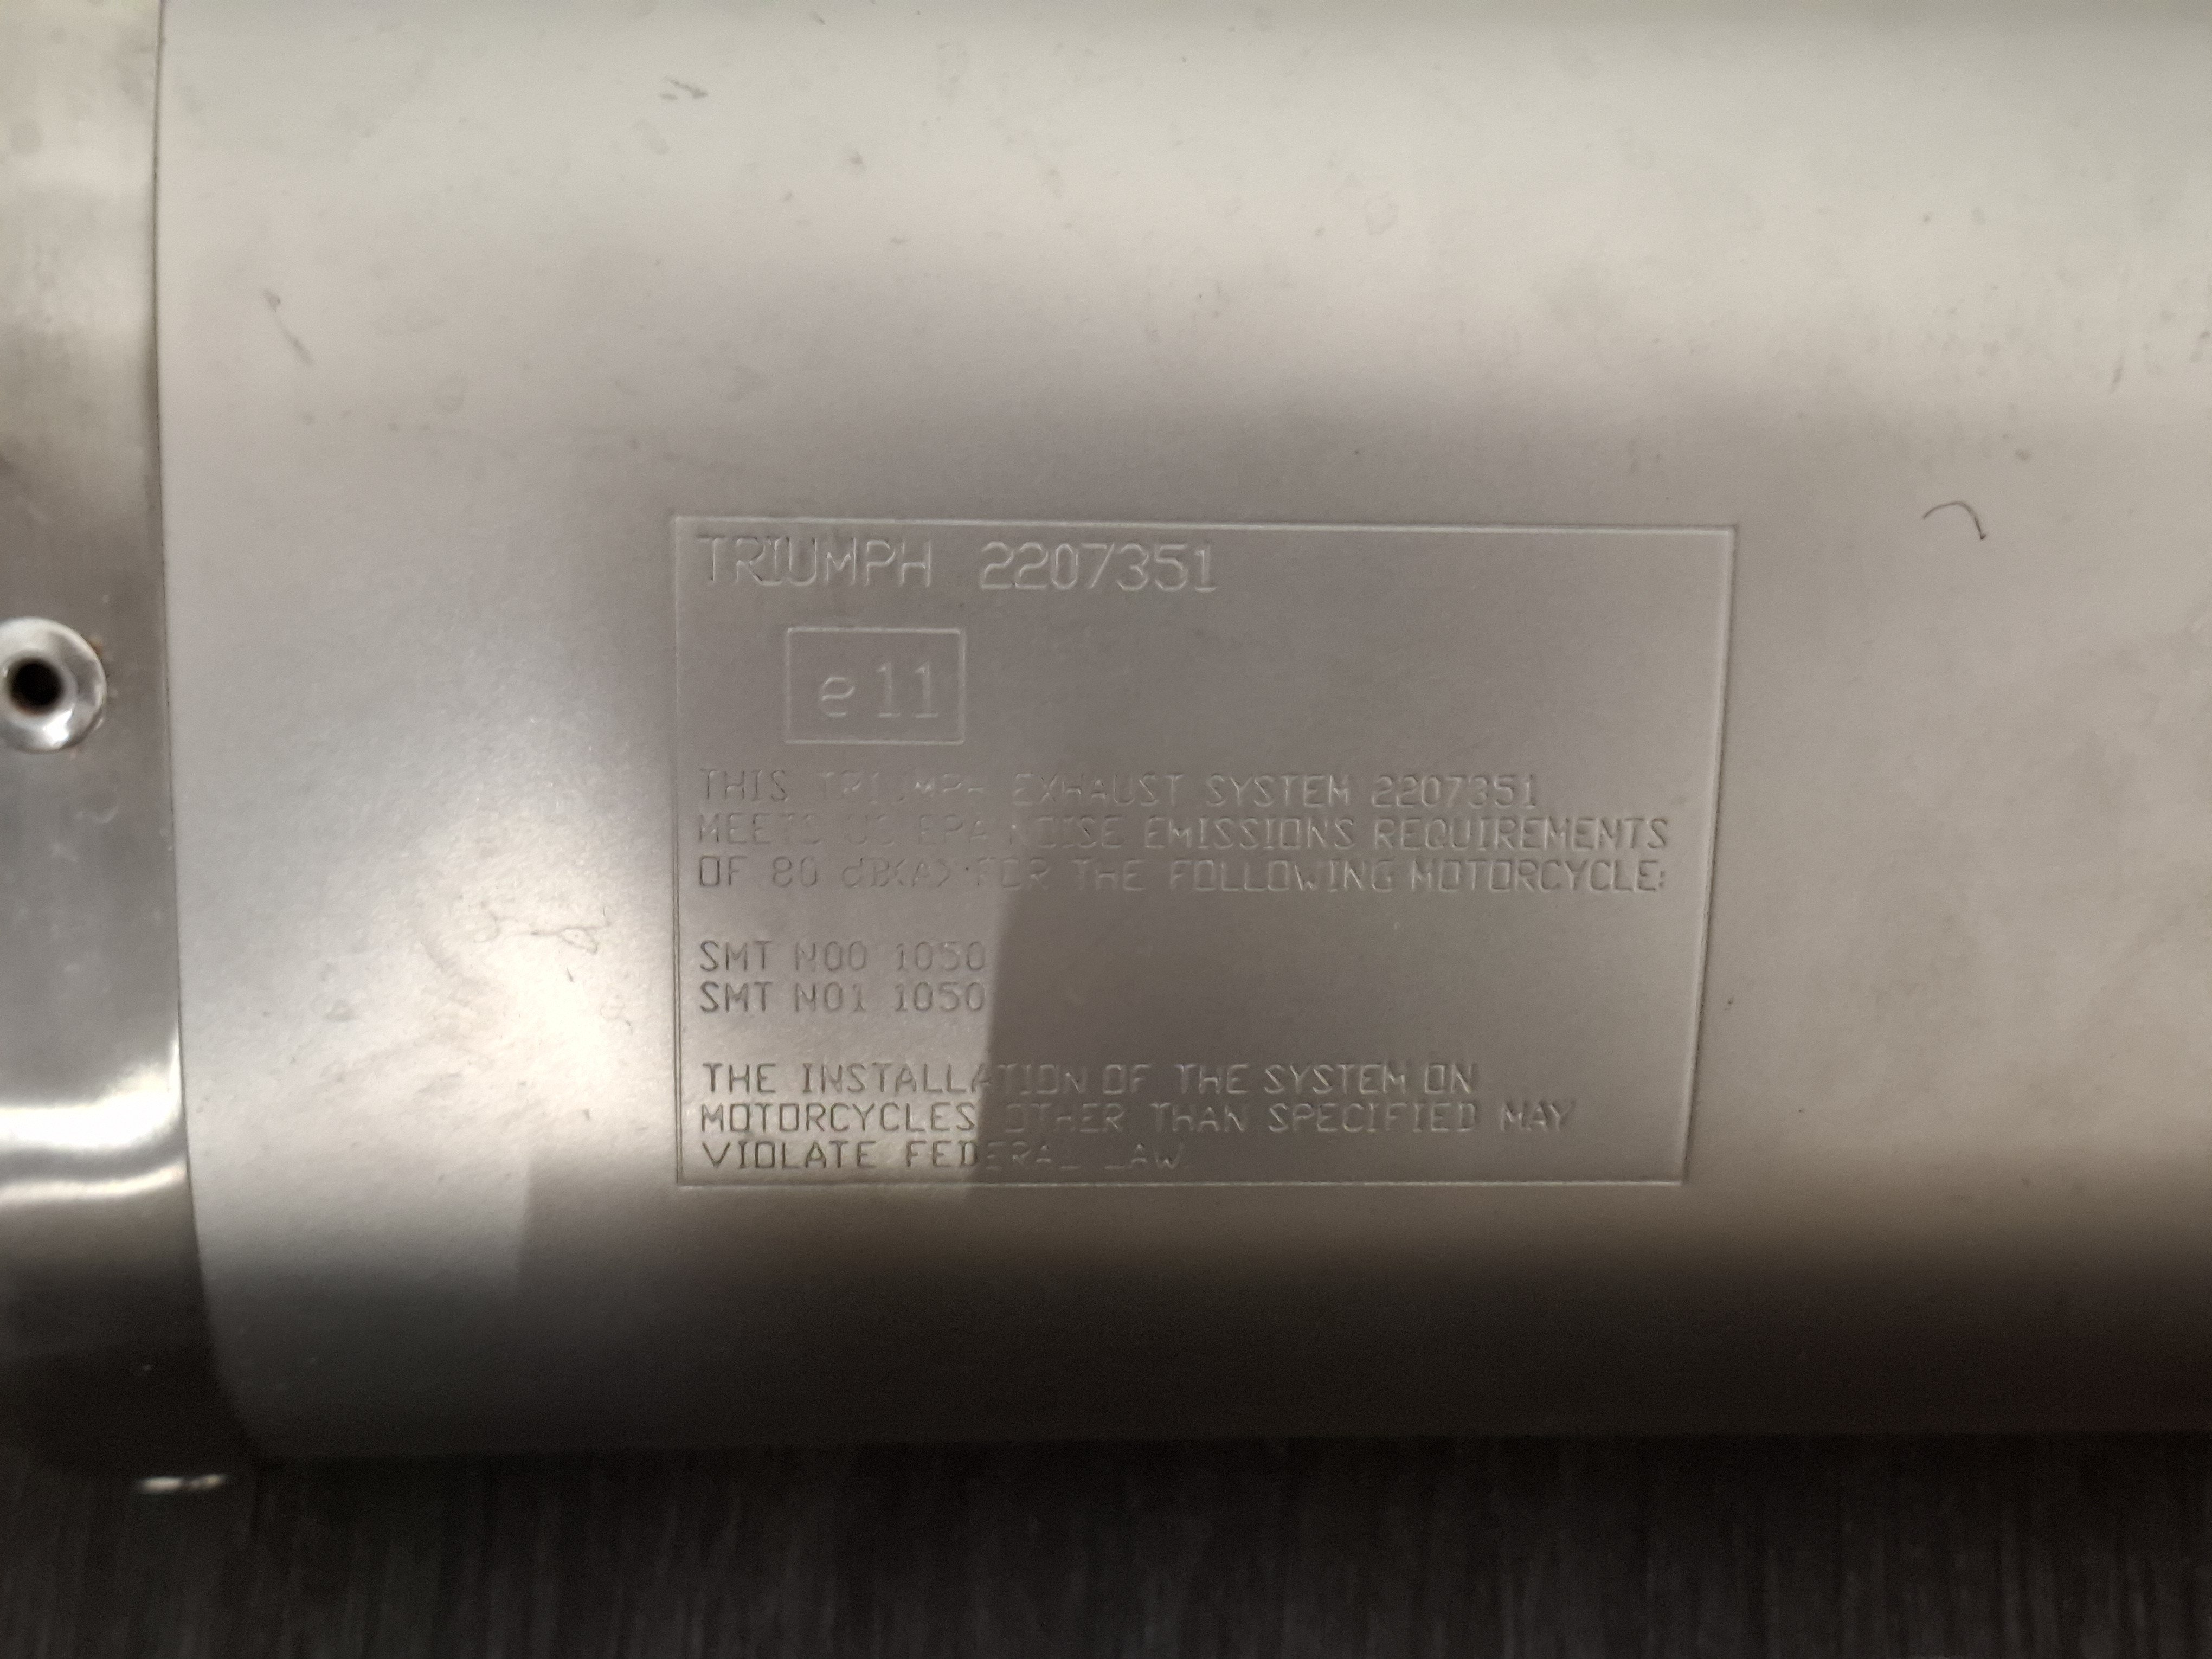 TRIUMPH 2207351
e11
THIS TRIUMPH EXHAUST SYSTEM 2207351
MEETS US EPA NOISE EMISSIONS REQUIREMENTS
OF 80 dB(A) FOR THE FOLLOWING MOTORCYCLE:
SMT N00 1050
SMT N01 1050
THE INSTALLATION OF THE SYSTEM ON
MOTORCYCLES OTHER THAN SPECIFIED MAY
VIOLATE FEDERAL LAW